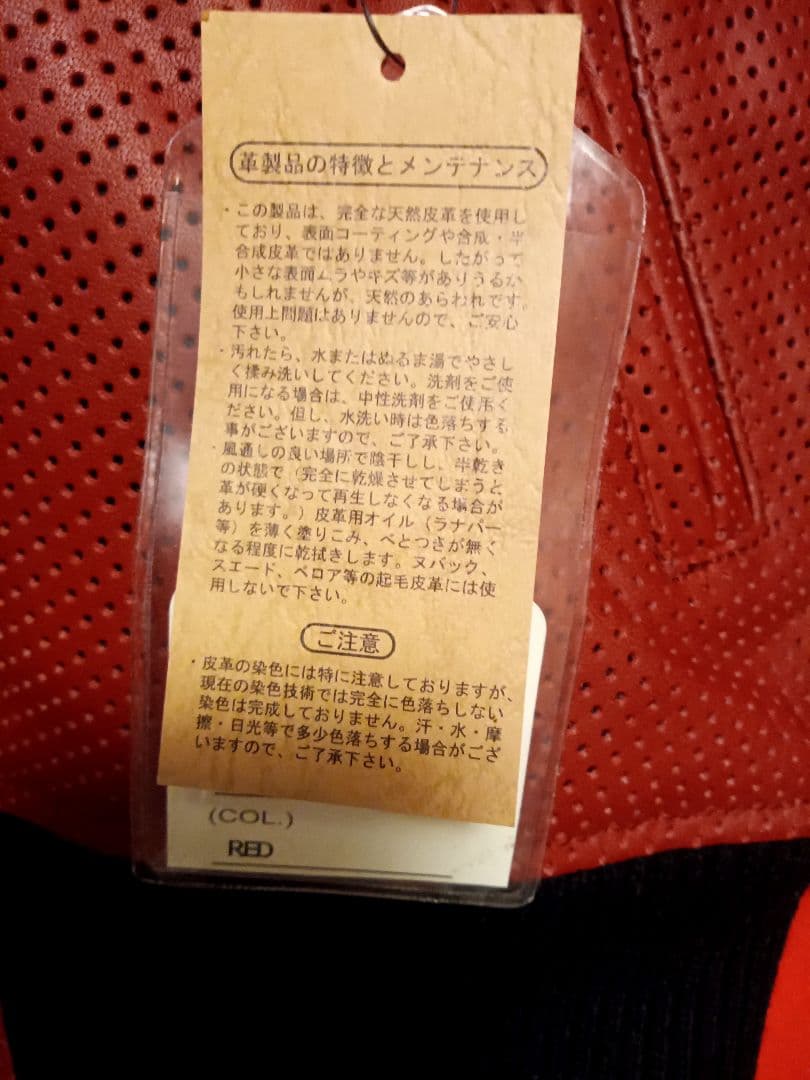 革製品の特徴とメンテナンス
・この製品は、完全な天然皮革を使用し
ており、表面コーティングや合成・半
合成皮革ではありません。したがって
小さな表面ムラやキズ等がありうるか
もしれませんが、天然のあらわれです。
使用上問題はありませんので、ご安心
下さい。
・汚れたら、水またはぬるま湯でやさし
く揉み洗いしてください。洗剤をご使
用になる場合は、中性洗剤をご使用く
ださい。但し、水洗い時は色落ちする
事がございますので、ご了承下さい。
・風通しの良い場所で陰干しし、半乾き
の状態で(完全に乾燥させてしまうと
革が硬くなって再生しなくなる場合が
あります。)皮革用オイル(ラナパー
等)を薄く塗りこみ、べとつきが無く
なる程度に乾拭きします。ヌバック、
スエード、ベロア等の起毛皮革には使
用しないで下さい。
ご注意
・皮革の染色には特に注意しておりますが、
現在の染色技術では完全に色落ちしない
染色は完成しておりません。汗・水・摩
擦・日光等で多少色落ちする場合がござ
いますので、ご了承下さい。
(COL.)
RED